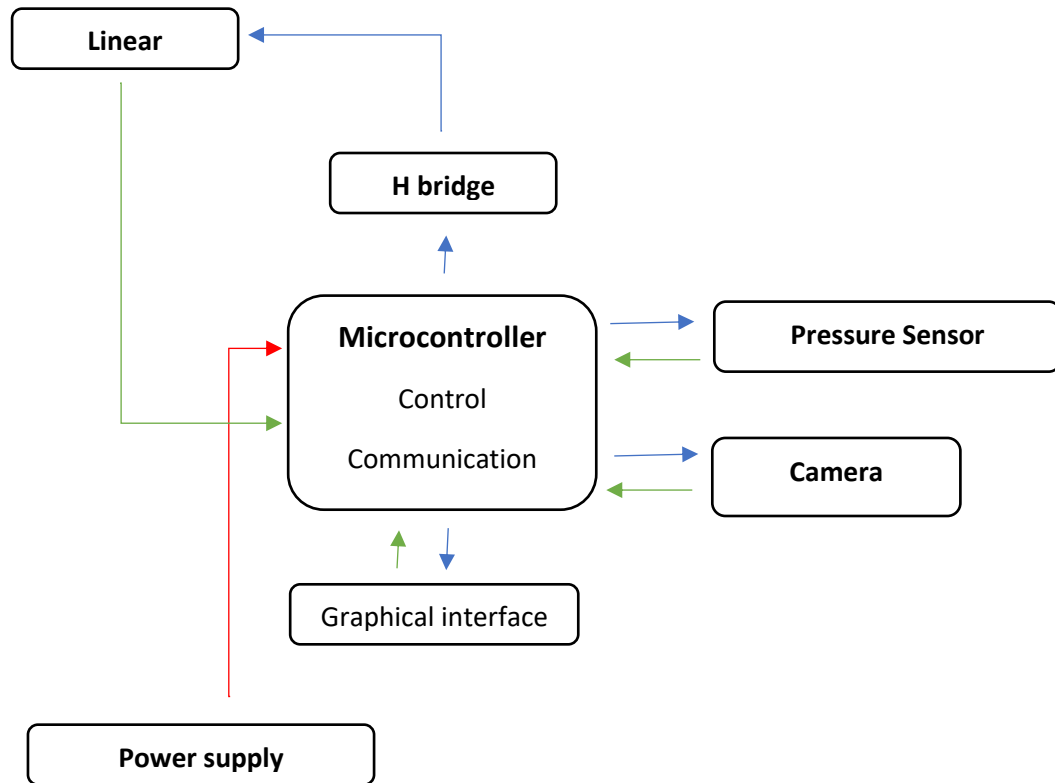 Linear
H bridge
Microcontroller
Control
Communication
Pressure Sensor
Camera
Graphical interface
Power supply